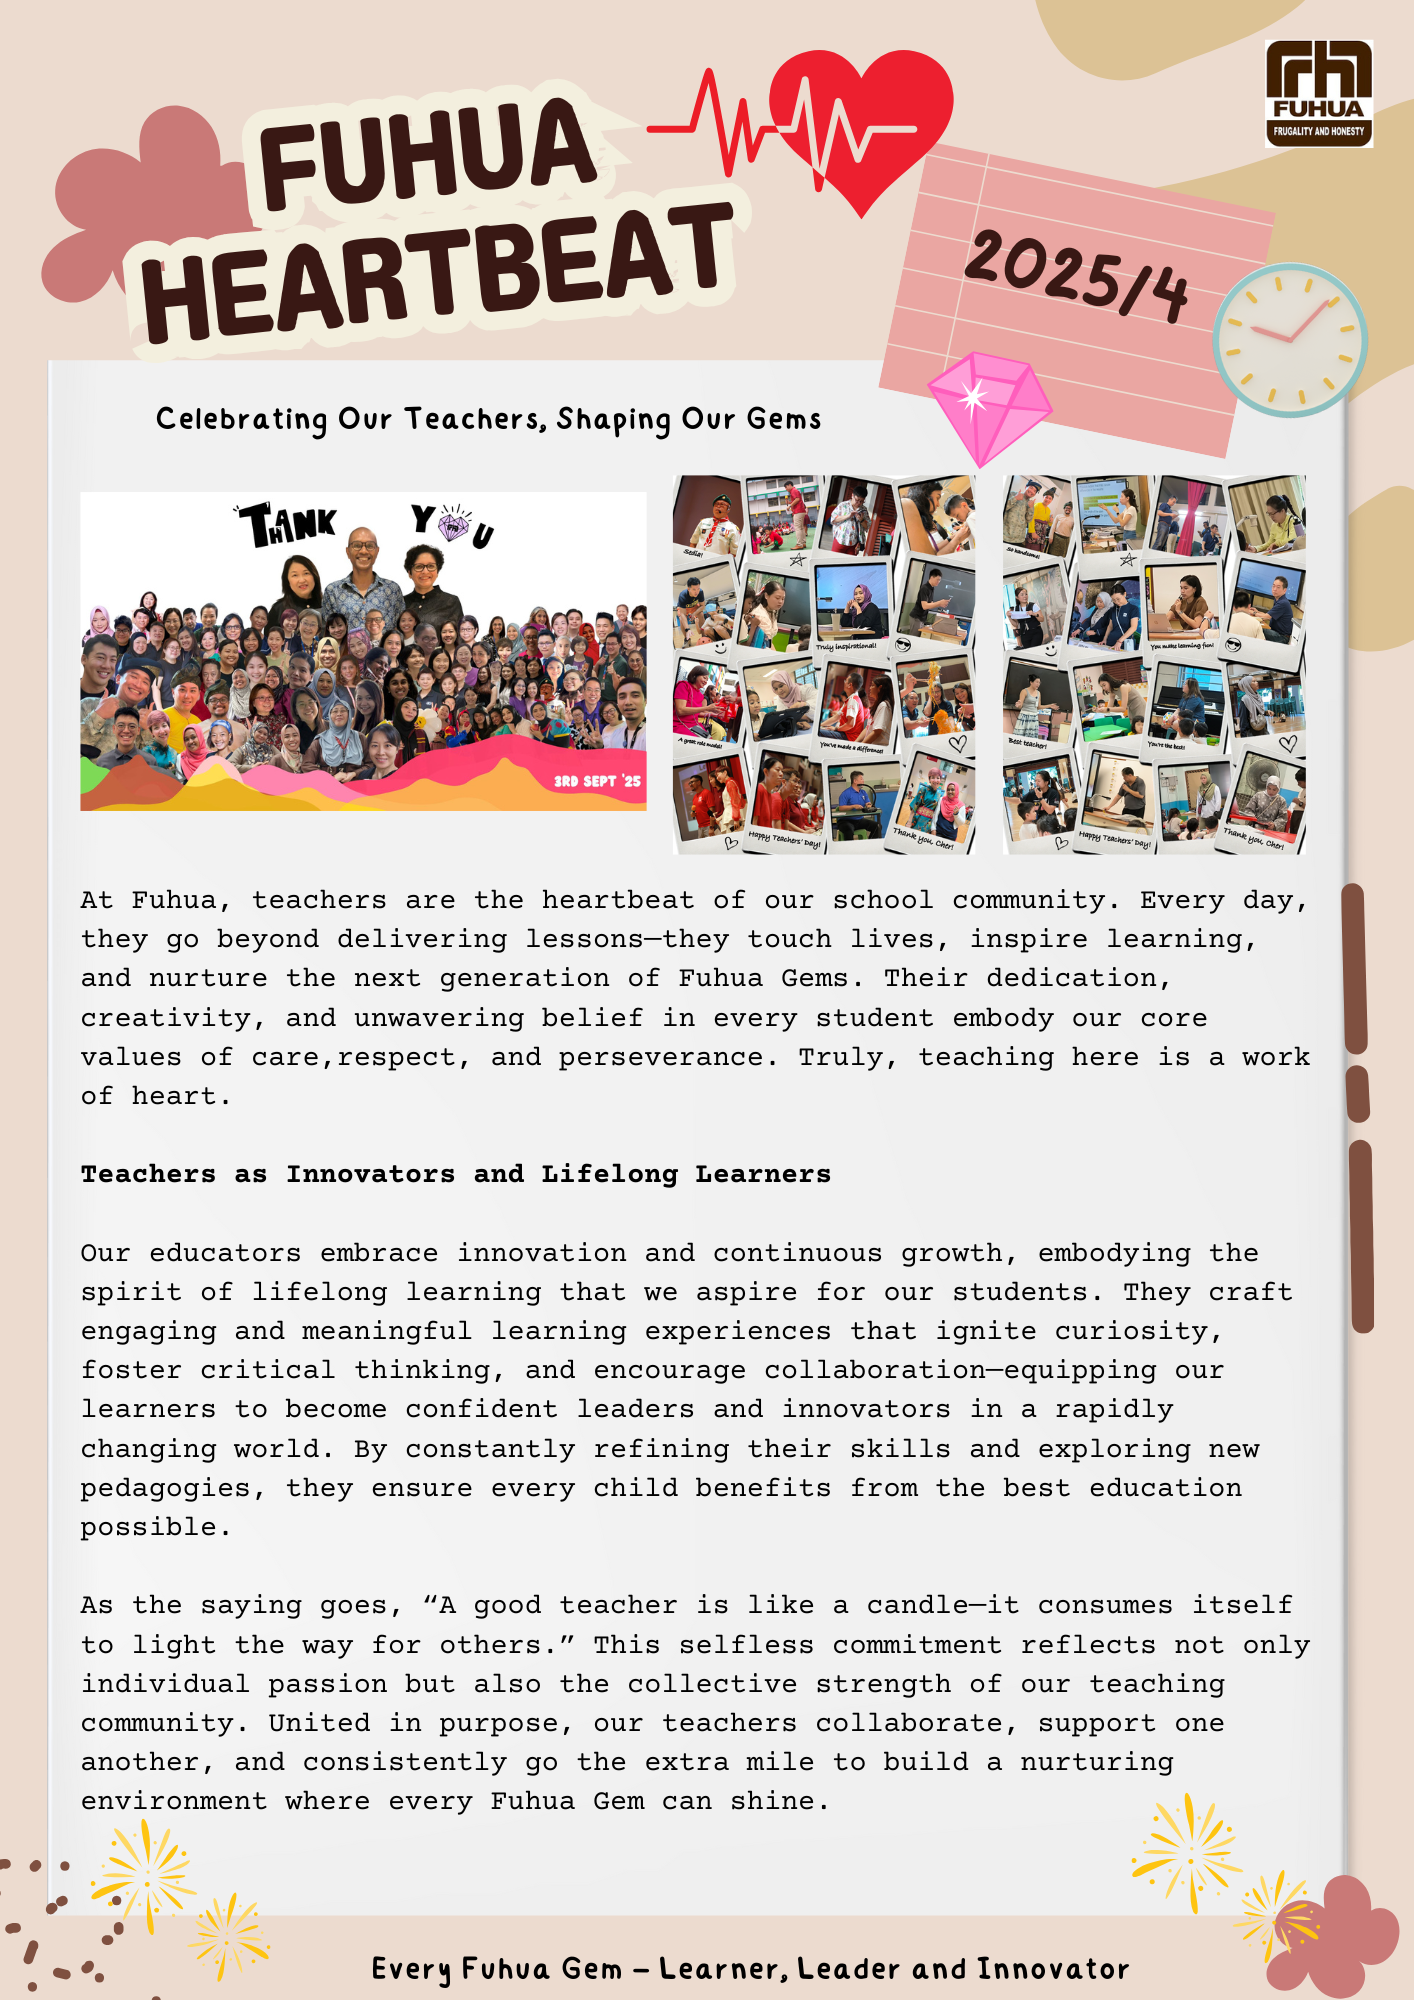 FUHUA
HEARTBEAT
FUHUA
FRUGALITY AND HONESTY
2025/4
Celebrating Our Teachers, Shaping Our Gems
THANK YOU
3RD SEPT '25
Sedia!
Truly inspirational!
A great role model!
You've made a difference!
Happy Teachers' Day!
Thank you, Cher!
So handsome!
You make learning fun!
Best teacher!
You're the best!
Happy Teachers' Day!
Thank you, Cher!
At Fuhua, teachers are the heartbeat of our school community. Every day,
they go beyond delivering lessons—they touch lives, inspire learning,
and nurture the next generation of Fuhua Gems. Their dedication,
creativity, and unwavering belief in every student embody our core
values of care,respect, and perseverance. Truly, teaching here is a work
of heart.
Teachers as Innovators and Lifelong Learners
Our educators embrace innovation and continuous growth, embodying the
spirit of lifelong learning that we aspire for our students. They craft
engaging and meaningful learning experiences that ignite curiosity,
foster critical thinking, and encourage collaboration—equipping our
learners to become confident leaders and innovators in a rapidly
changing world. By constantly refining their skills and exploring new
pedagogies, they ensure every child benefits from the best education
possible.
As the saying goes, “A good teacher is like a candle—it consumes itself
to light the way for others.” This selfless commitment reflects not only
individual passion but also the collective strength of our teaching
community. United in purpose, our teachers collaborate, support one
another, and consistently go the extra mile to build a nurturing
environment where every Fuhua Gem can shine.
Every Fuhua Gem – Learner, Leader and Innovator